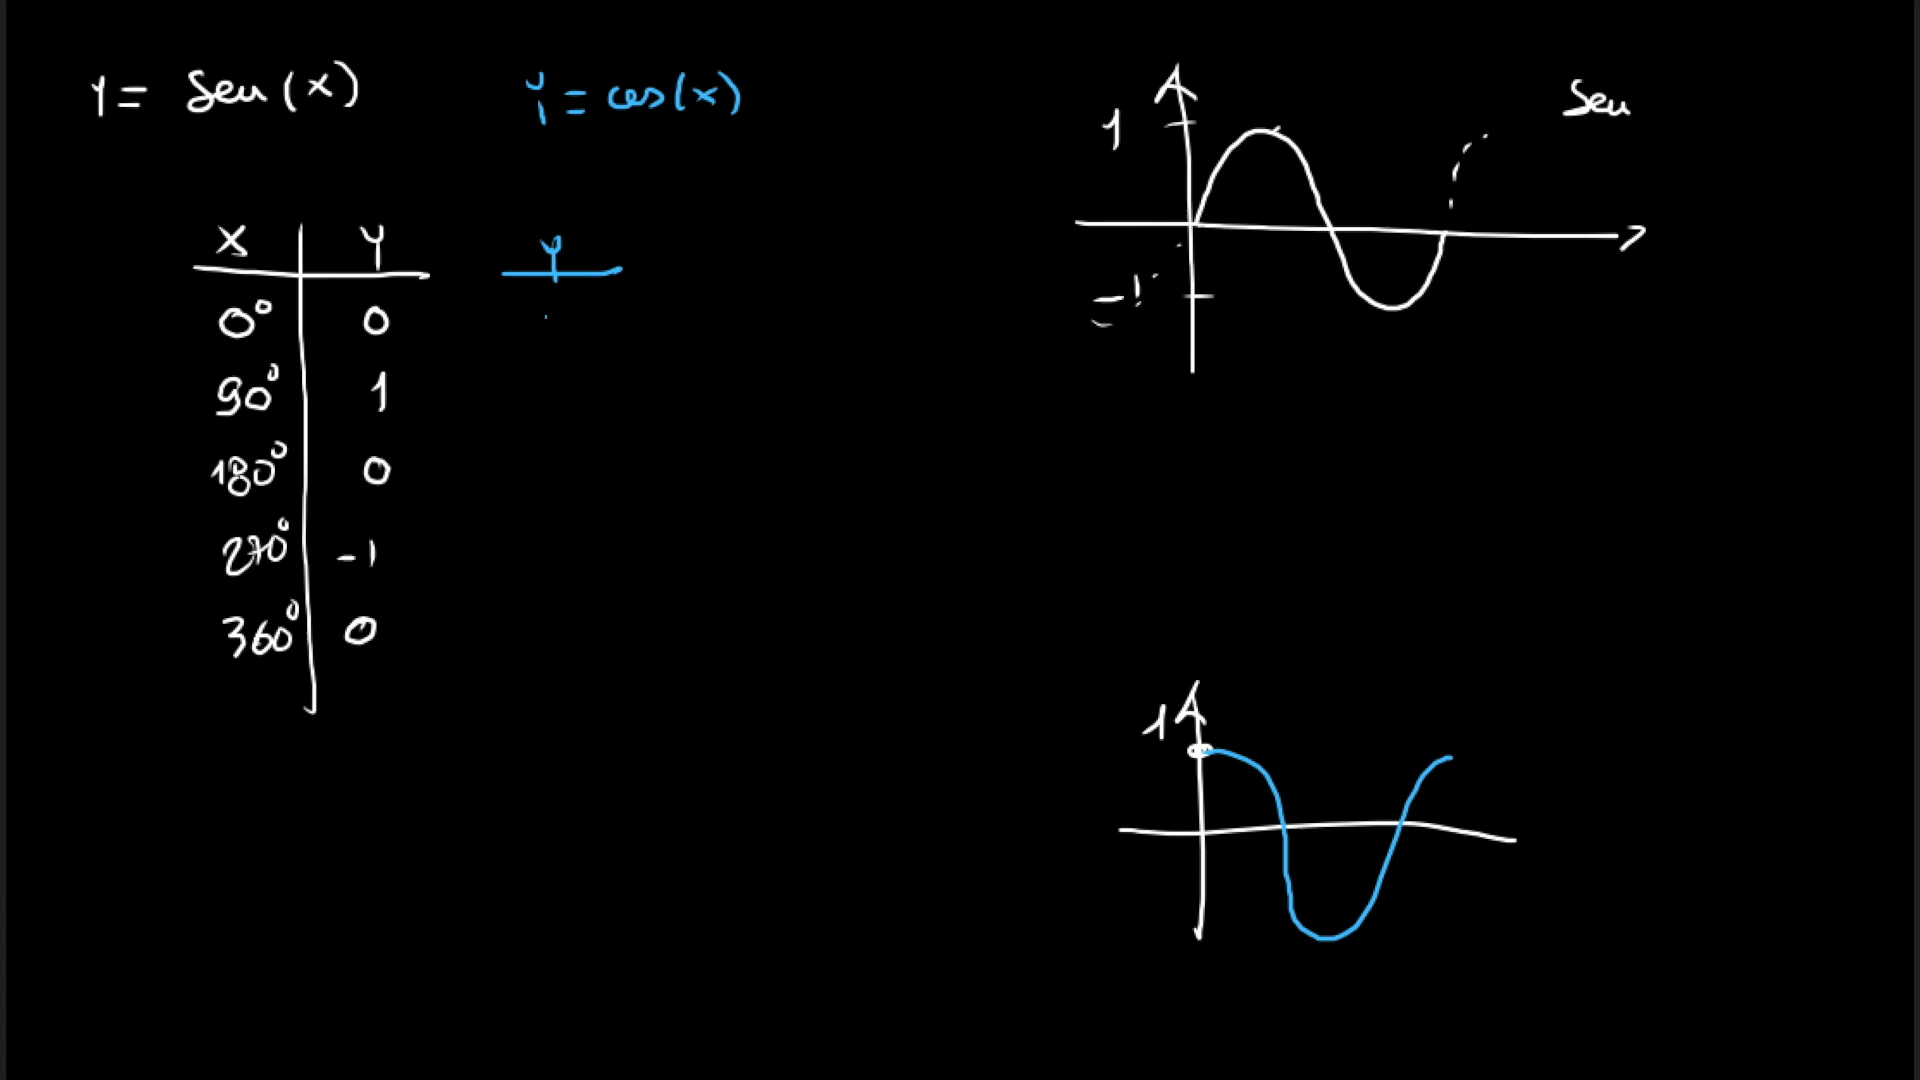 y = sen(x)
y = cos(x)
x y y
0° 0
90° 1
180° 0
270° -1
360° 0
1
sen
-1
1